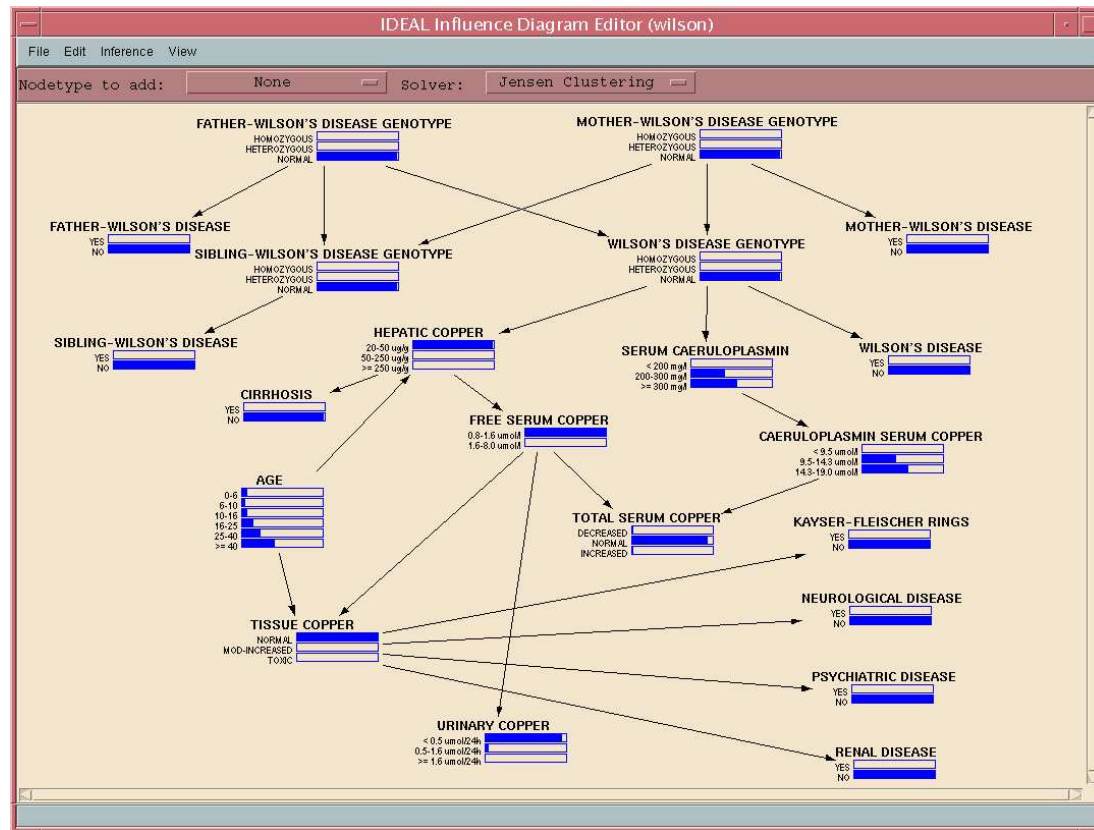 IDEAL Influence Diagram Editor (wilson)
File Edit Inference View
Nodetype to add: None Solver: Jensen Clustering
FATHER-WILSON'S DISEASE GENOTYPE
HOMOZYGOUS
HETEROZYGOUS
NORMAL
MOTHER-WILSON'S DISEASE GENOTYPE
HOMOZYGOUS
HETEROZYGOUS
NORMAL
FATHER-WILSON'S DISEASE
YES
NO
SIBLING-WILSON'S DISEASE GENOTYPE
HOMOZYGOUS
HETEROZYGOUS
NORMAL
WILSON'S DISEASE GENOTYPE
HOMOZYGOUS
HETEROZYGOUS
NORMAL
MOTHER-WILSON'S DISEASE
YES
NO
SIBLING-WILSON'S DISEASE
YES
NO
HEPATIC COPPER
20-50 ug/g
50-250 ug/g
>= 250 ug/g
SERUM CAERULOPLASMIN
< 200 mg/l
200-300 mg/l
>= 300 mg/l
WILSON'S DISEASE
YES
NO
CIRRHOSIS
YES
NO
FREE SERUM COPPER
0.8-1.6 umol/l
1.6-8.0 umol/l
CAERULOPLASMIN SERUM COPPER
< 9.5 umol/l
9.5-14.3 umol/l
14.3-19.0 umol/l
AGE
0-6
6-10
10-16
16-25
25-40
>= 40
TOTAL SERUM COPPER
DECREASED
NORMAL
INCREASED
KAYSER-FLEISCHER RINGS
YES
NO
TISSUE COPPER
NORMAL
MOD-INCREASED
TOXIC
NEUROLOGICAL DISEASE
YES
NO
PSYCHIATRIC DISEASE
YES
NO
URINARY COPPER
< 0.5 umol/24h
0.5-1.6 umol/24h
>= 1.6 umol/24h
RENAL DISEASE
YES
NO